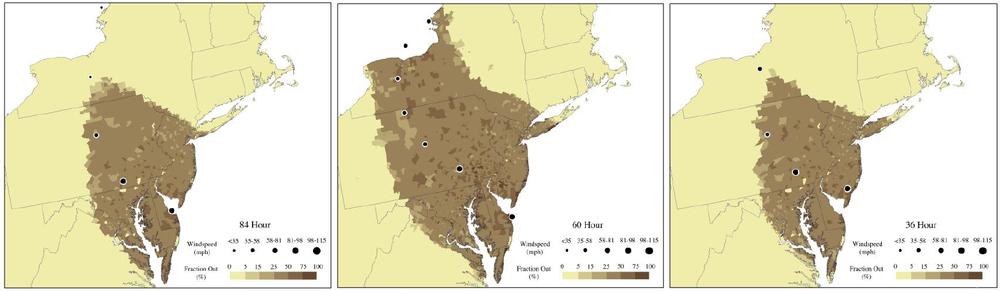 84 Hour
Windspeed (mph)
<35 35-58 58-81 81-98 98-115
Fraction Out (%)
0 5 15 25 50 75 100
60 Hour
Windspeed (mph)
<35 35-58 58-81 81-98 98-115
Fraction Out (%)
0 5 15 25 50 75 100
36 Hour
Windspeed (mph)
<35 35-58 58-81 81-98 98-115
Fraction Out (%)
0 5 15 25 50 75 100